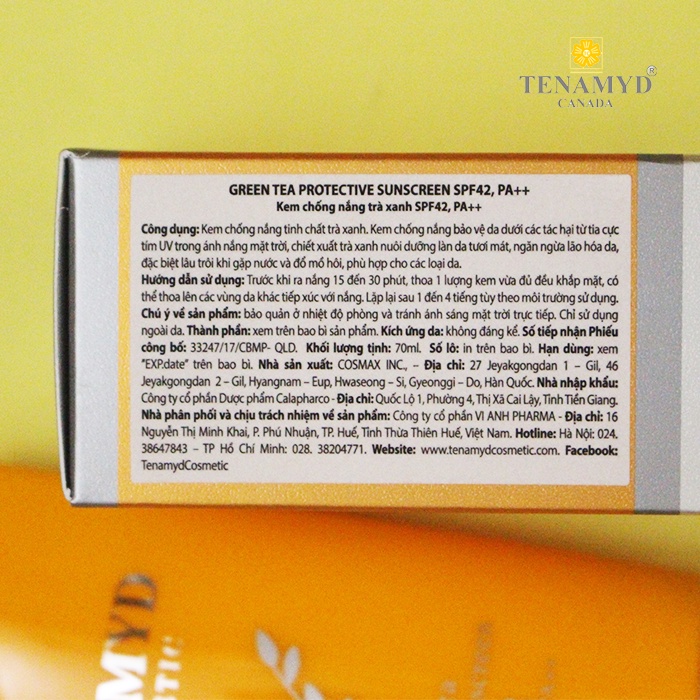 TENAMYD®
CANADA
GREEN TEA PROTECTIVE SUNSCREEN SPF42, PA++
Kem chống nắng trà xanh SPF42, PA++
Công dụng: Kem chống nắng tinh chất trà xanh. Kem chống nắng bảo vệ da dưới các tác hại từ tia cực
tím UV trong ánh nắng mặt trời, chiết xuất trà xanh nuôi dưỡng làn da tươi mát, ngăn ngừa lão hóa da,
đặc biệt lâu trôi khi gặp nước và đổ mồ hôi, phù hợp cho các loại da.
Hướng dẫn sử dụng: Trước khi ra nắng 15 đến 30 phút, thoa 1 lượng kem vừa đủ đều khắp mặt, có
thể thoa lên các vùng da khác tiếp xúc với nắng. Lặp lại sau 1 đến 4 tiếng tùy theo môi trường sử dụng.
Chú ý về sản phẩm: bảo quản ở nhiệt độ phòng và tránh ánh sáng mặt trời trực tiếp. Chỉ sử dụng
ngoài da. Thành phần: xem trên bao bì sản phẩm. Kích ứng da: không đáng kể. Số tiếp nhận Phiếu
công bố: 33247/17/CBMP- QLD. Khối lượng tịnh: 70ml. Số lô: in trên bao bì. Hạn dùng: xem
"EXP.date" trên bao bì. Nhà sản xuất: COSMAX INC., – Địa chỉ: 27 Jeyakgongdan 1 – Gil, 46
Jeyakgongdan 2 – Gil, Hyangnam – Eup, Hwaseong – Si, Gyeonggi – Do, Hàn Quốc. Nhà nhập khẩu:
Công ty cổ phần Dược phẩm Calapharco - Địa chỉ: Quốc Lộ 1, Phường 4, Thị Xã Cai Lậy, Tỉnh Tiền Giang.
Nhà phân phối và chịu trách nhiệm về sản phẩm: Công ty cổ phần VI ANH PHARMA - Địa chỉ: 16
Nguyễn Thị Minh Khai, P. Phú Nhuận, TP. Huế, Tỉnh Thừa Thiên Huế, Việt Nam. Hotline: Hà Nội: 024.
38647843 – TP Hồ Chí Minh: 028. 38204771. Website: www.tenamydcosmetic.com. Facebook:
TenamydCosmetic
MYD
TIC